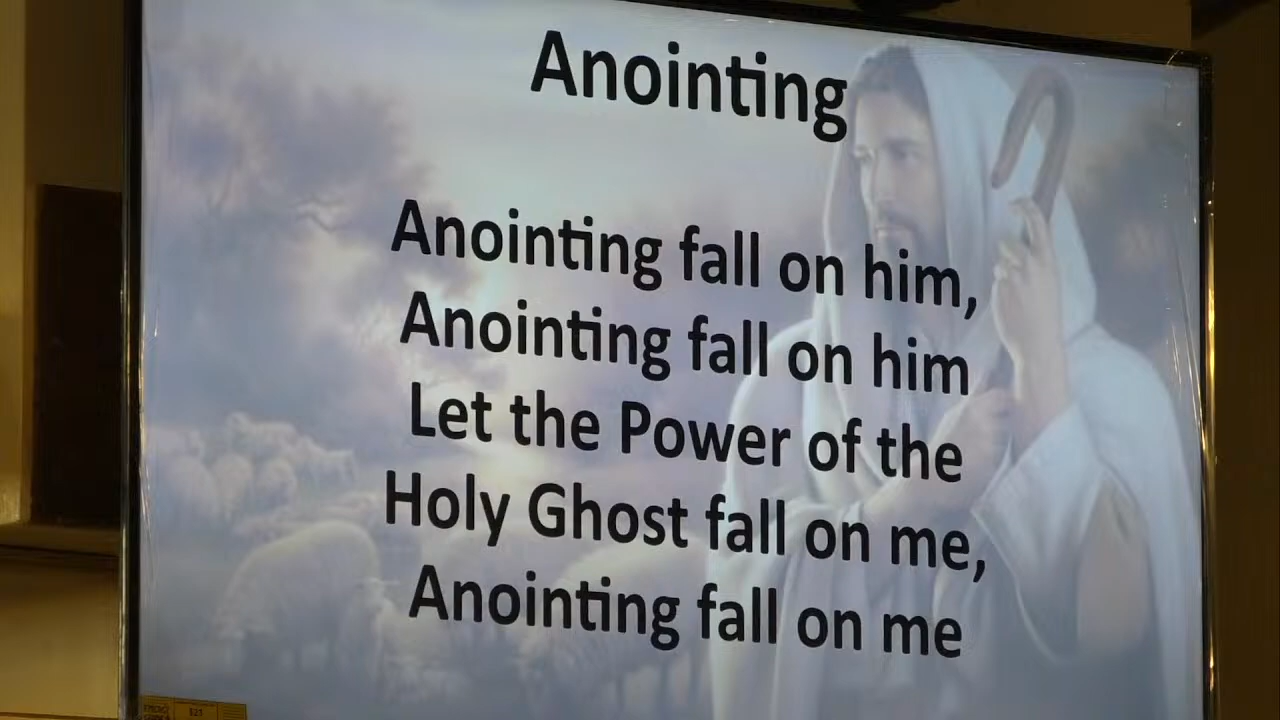 Anointing
Anointing fall on him,
Anointing fall on him
Let the Power of the
Holy Ghost fall on me,
Anointing fall on me